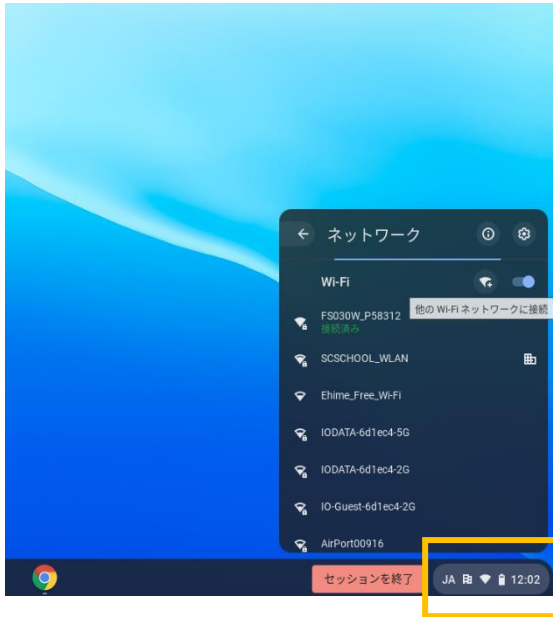 ネットワーク
Wi-Fi
他の Wi-Fi ネットワークに接続
FS030W_P58312
接続済み
SCSCHOOL_WLAN
Ehime_Free_Wi-Fi
IODATA-6d1ec4-5G
IODATA-6d1ec4-2G
IO-Guest-6d1ec4-2G
AirPort00916
セッションを終了
JA 12:02